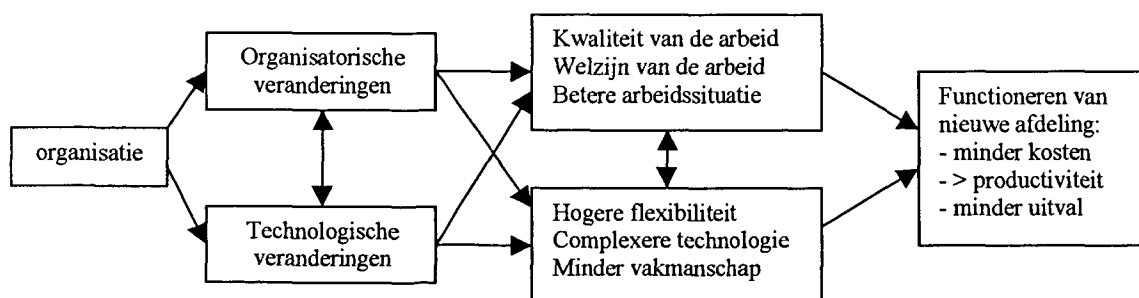 organisatie
Organisatorische
veranderingen
Technologische
veranderingen
Kwaliteit van de arbeid
Welzijn van de arbeid
Betere arbeidssituatie
Hogere flexibiliteit
Complexere technologie
Minder vakmanschap
Functioneren van
nieuwe afdeling:
- minder kosten
- > productiviteit
- minder uitval